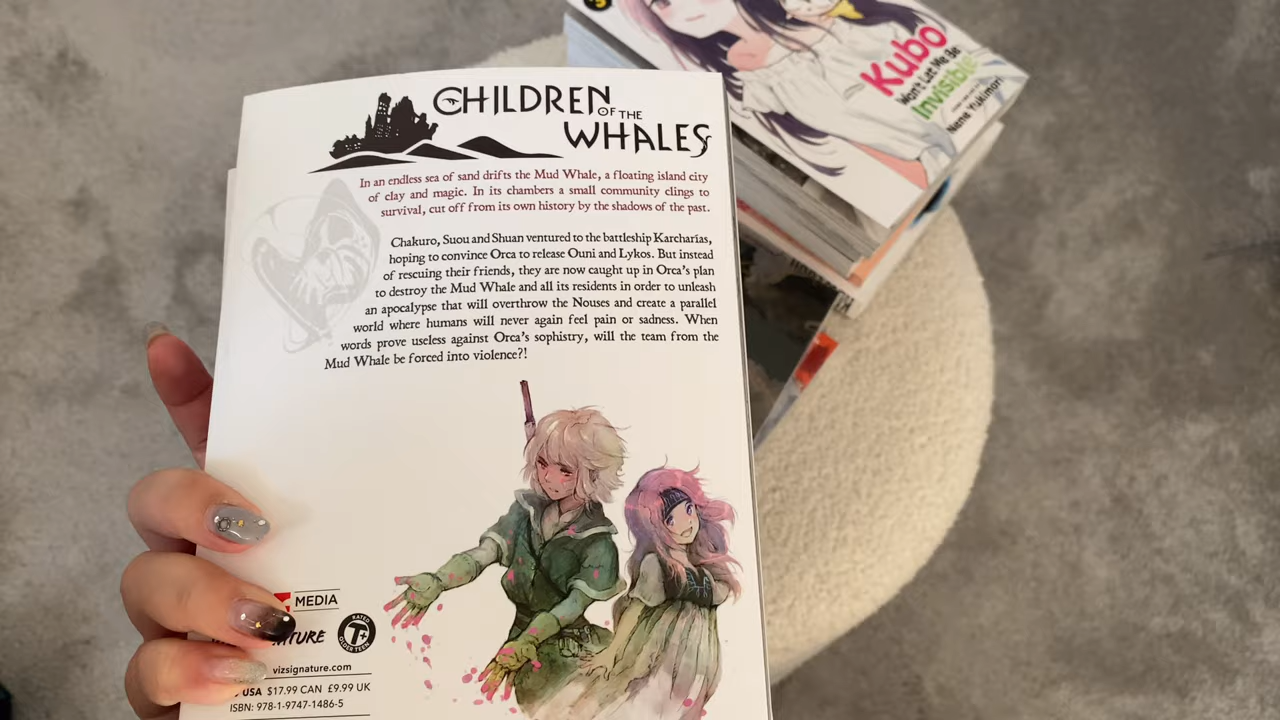 CHILDREN
OF THE
WHALES
In an endless sea of sand drifts the Mud Whale, a floating island city
of clay and magic. In its chambers a small community clings to
survival, cut off from its own history by the shadows of the past.
Chakuro, Suou and Shuan ventured to the battleship Karcharías,
hoping to convince Orca to release Ouni and Lykos. But instead
of rescuing their friends, they are now caught up in Orca's plan
to destroy the Mud Whale and all its residents in order to unleash
an apocalypse that will overthrow the Nouses and create a parallel
world where humans will never again feel pain or sadness. When
words prove useless against Orca's sophistry, will the team from the
Mud Whale be forced into violence?!
MEDIA
RATED
T+
OLDER TEEN
vizsignature.com
USA $17.99 CAN £9.99 UK
ISBN: 978-1-9747-1486-5
Kubo
Won't Let Me Be
Invisible
Nene Yukimori